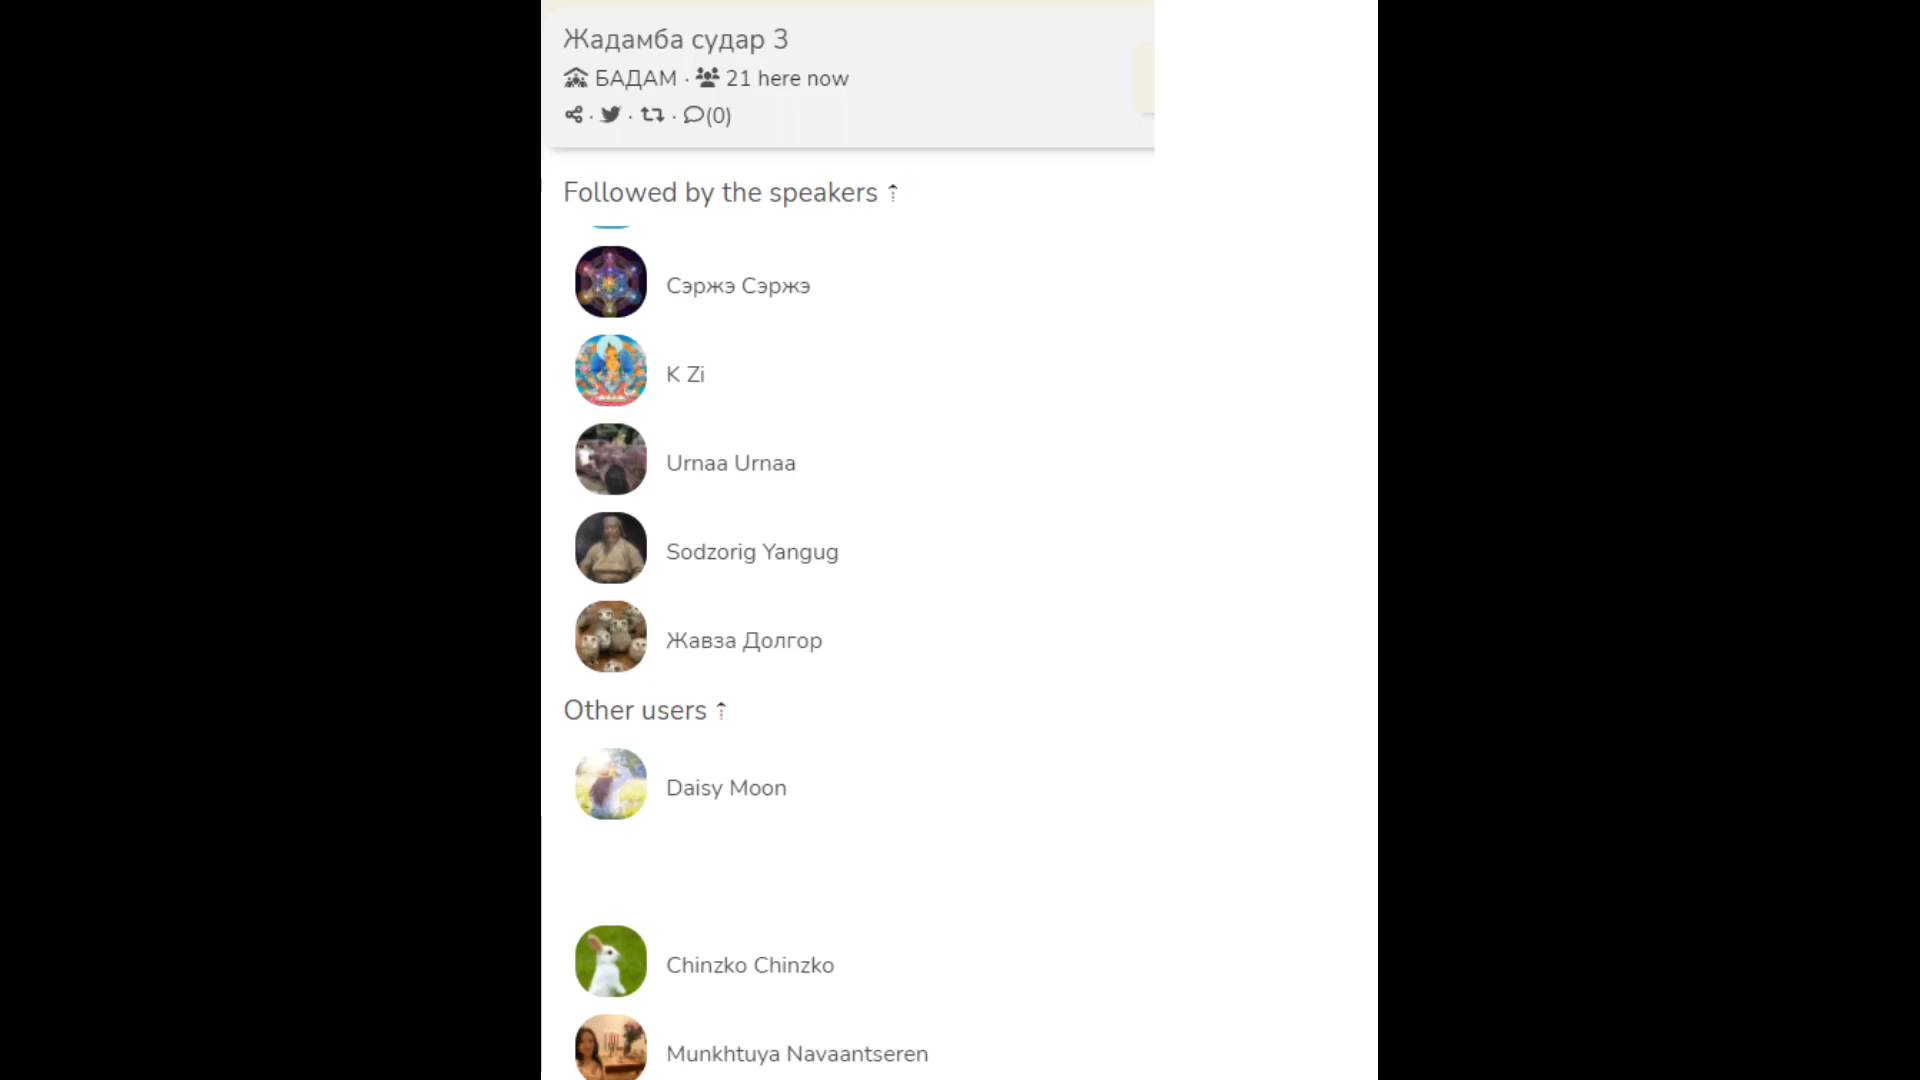 Жадамба судар 3
БАДАМ · 21 here now
· · · (0)
Followed by the speakers ⇡
Сэржэ Сэржэ
K Zi
Urnaa Urnaa
Sodzorig Yangug
Жавза Долгор
Other users ⇡
Daisy Moon
Chinzko Chinzko
Munkhtuya Navaantseren